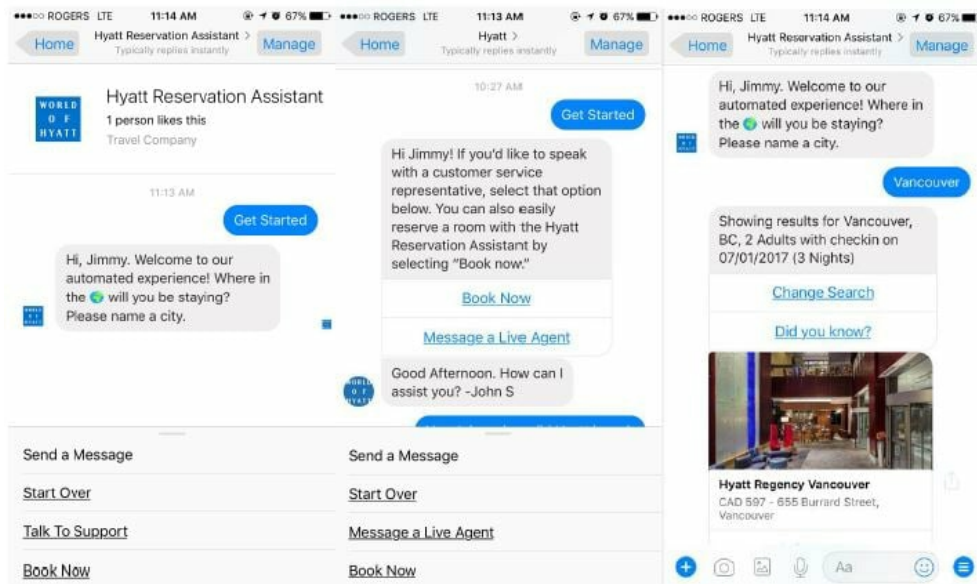 ROGERS LTE 11:14 AM 67%
Home
Hyatt Reservation Assistant >
Typically replies instantly
Manage
WORLD
OF
HYATT
Hyatt Reservation Assistant
1 person likes this
Travel Company
11:13 AM
Get Started
Hi, Jimmy. Welcome to our
automated experience! Where in
the 🌎 will you be staying?
Please name a city.
Send a Message
Start Over
Talk To Support
Book Now
ROGERS LTE 11:13 AM 67%
Home
Hyatt >
Typically replies instantly
Manage
10:27 AM
Get Started
Hi Jimmy! If you'd like to speak
with a customer service
representative, select that option
below. You can also easily
reserve a room with the Hyatt
Reservation Assistant by
selecting "Book now."
Book Now
Message a Live Agent
WORLD
OF
HYATT
Good Afternoon. How can I
assist you? -John S
Send a Message
Start Over
Message a Live Agent
Book Now
ROGERS LTE 11:14 AM 67%
Home
Hyatt Reservation Assistant >
Typically replies instantly
Manage
Hi, Jimmy. Welcome to our
automated experience! Where in
the 🌎 will you be staying?
Please name a city.
Vancouver
Showing results for Vancouver,
BC, 2 Adults with checkin on
07/01/2017 (3 Nights)
Change Search
Did you know?
Hyatt Regency Vancouver
CAD 597 - 655 Burrard Street,
Vancouver
Aa